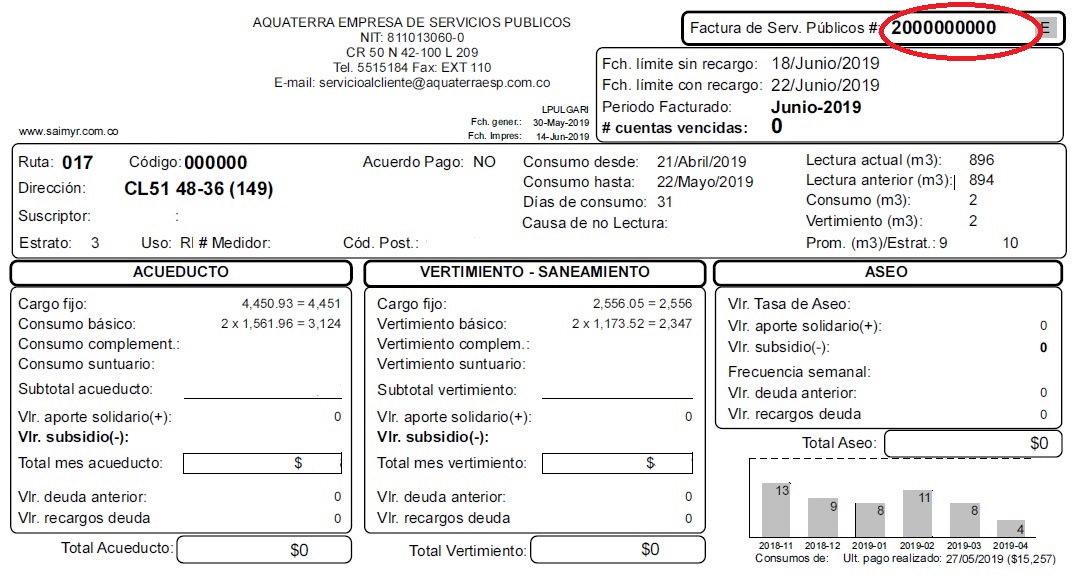 AQUATERRA EMPRESA DE SERVICIOS PUBLICOS
NIT: 811013060-0
CR 50 N 42-100 L 209
Tel. 5515184 Fax: EXT 110
E-mail: servicioalcliente@aquaterraesp.com.co
Factura de Serv. Públicos #: 2000000000 E
Fch. límite sin recargo: 18/Junio/2019
Fch. límite con recargo: 22/Junio/2019
Periodo Facturado: Junio-2019
# cuentas vencidas: 0
LPULGARI
Fch. gener.: 30-May-2019
Fch. Impres: 14-Jun-2019
www.saimyr.com.co
Ruta: 017 Código: 000000 Acuerdo Pago: NO
Dirección: CL51 48-36 (149)
Suscriptor: :
Estrato: 3 Uso: RI # Medidor: Cód. Post.:
Consumo desde: 21/Abril/2019
Consumo hasta: 22/Mayo/2019
Días de consumo: 31
Causa de no Lectura:
Lectura actual (m3): 896
Lectura anterior (m3): 894
Consumo (m3): 2
Vertimiento (m3): 2
Prom. (m3)/Estrat.: 9 10
ACUEDUCTO
Cargo fijo: 4,450.93 = 4,451
Consumo básico: 2 x 1,561.96 = 3,124
Consumo complement.:
Consumo suntuario:
Subtotal acueducto:
Vlr. aporte solidario(+): 0
Vlr. subsidio(-):
Total mes acueducto: $
Vlr. deuda anterior: 0
Vlr. recargos deuda 0
Total Acueducto: $0
VERTIMIENTO - SANEAMIENTO
Cargo fijo: 2,556.05 = 2,556
Vertimiento básico: 2 x 1,173.52 = 2,347
Vertimiento complem.:
Vertimiento suntuario:
Subtotal vertimiento:
Vlr. aporte solidario(+): 0
Vlr. subsidio(-):
Total mes vertimiento: $
Vlr. deuda anterior: 0
Vlr. recargos deuda 0
Total Vertimiento: $0
ASEO
Vlr. Tasa de Aseo:
Vlr. aporte solidario(+): 0
Vlr. subsidio(-): 0
Frecuencia semanal:
Vlr. deuda anterior: 0
Vlr. recargos deuda 0
Total Aseo: $0
13 9 8 11 8 4
2018-11 2018-12 2019-01 2019-02 2019-03 2019-04
Consumos de: Ult. pago realizado: 27/05/2019 ($15,257)